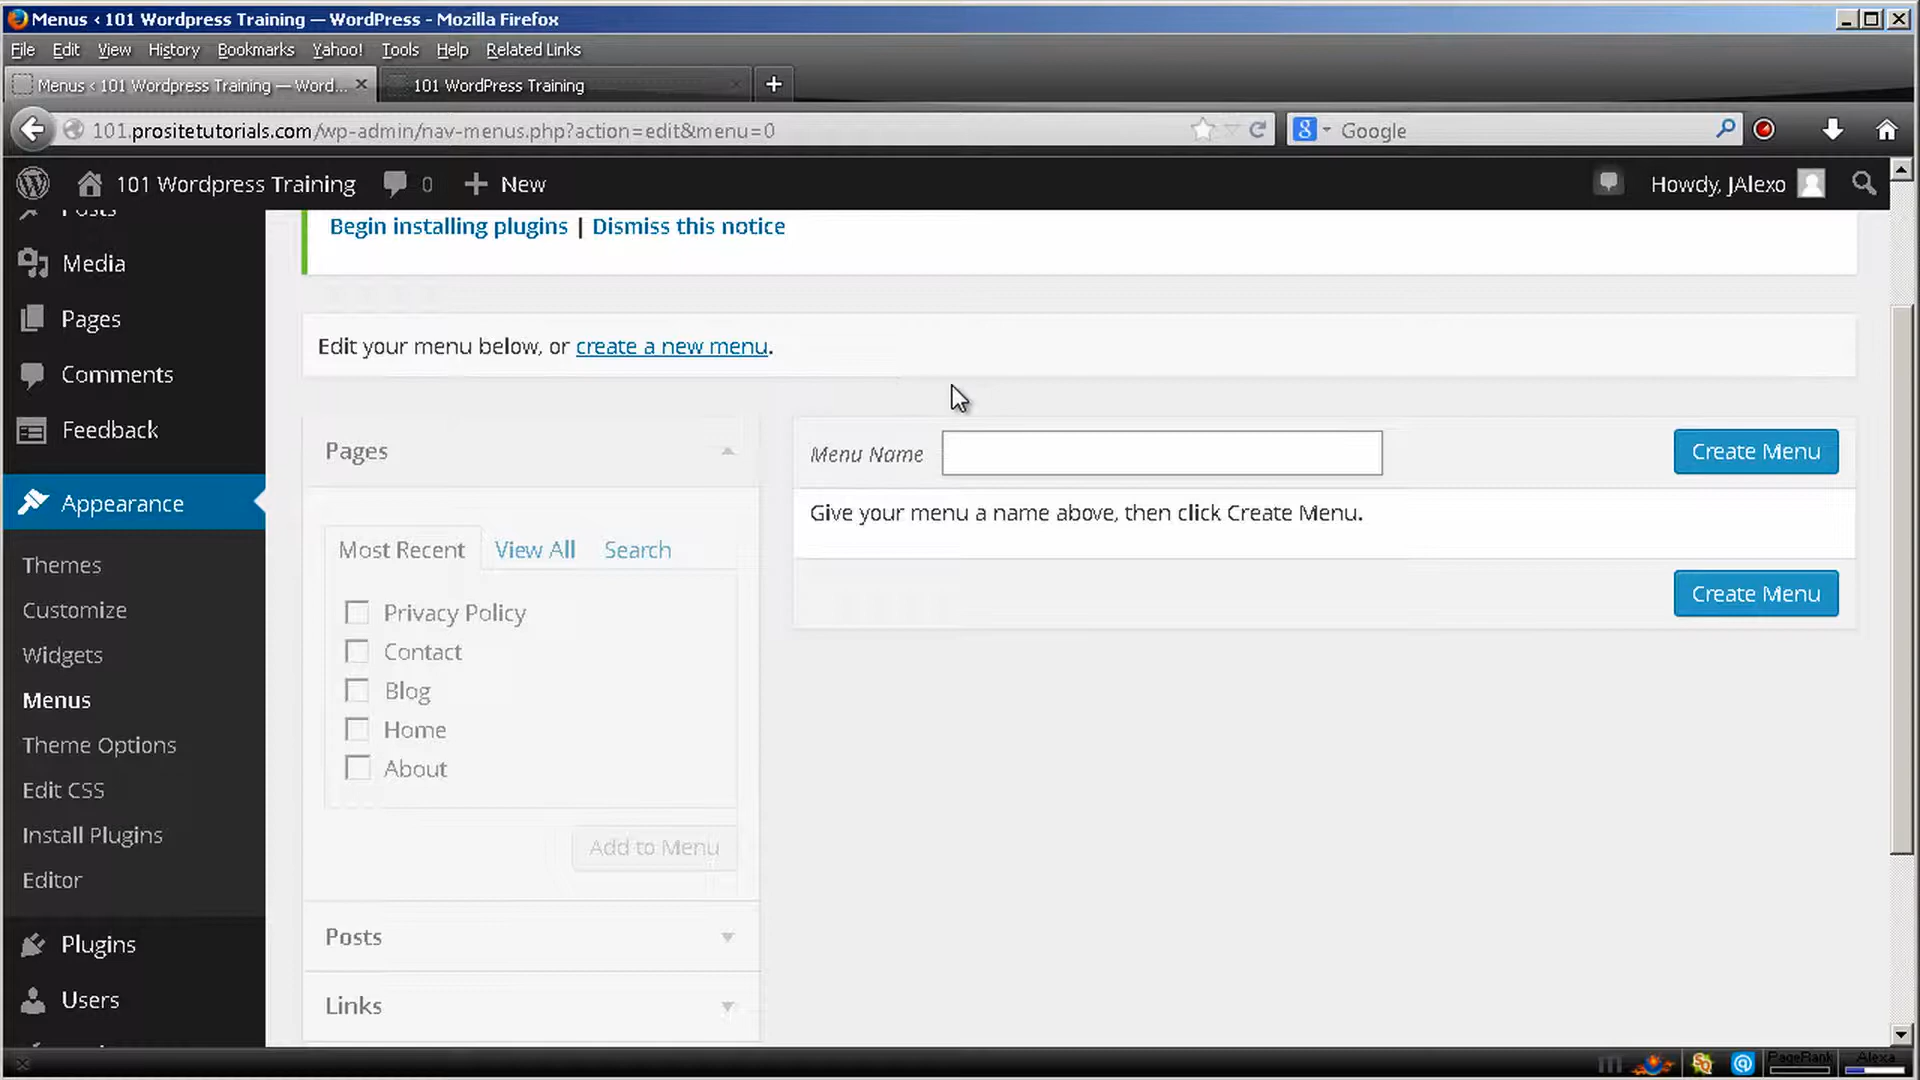 Menus ‹ 101 Wordpress Training — WordPress - Mozilla Firefox
File Edit View History Bookmarks Yahoo! Tools Help Related Links
Menus ‹ 101 Wordpress Training — Word... 101 WordPress Training
101.prositetutorials.com/wp-admin/nav-menus.php?action=edit&menu=0 Google
101 Wordpress Training 0 New Howdy, JAlexo
Posts
Begin installing plugins | Dismiss this notice
Media
Pages
Edit your menu below, or create a new menu.
Comments
Feedback
Pages
Menu Name Create Menu
Appearance
Give your menu a name above, then click Create Menu.
Most Recent View All Search
Themes
Create Menu
Customize
Privacy Policy
Widgets
Contact
Menus
Blog
Home
Theme Options
About
Edit CSS
Install Plugins
Add to Menu
Editor
Plugins
Posts
Users
Links
PageRank Alexa